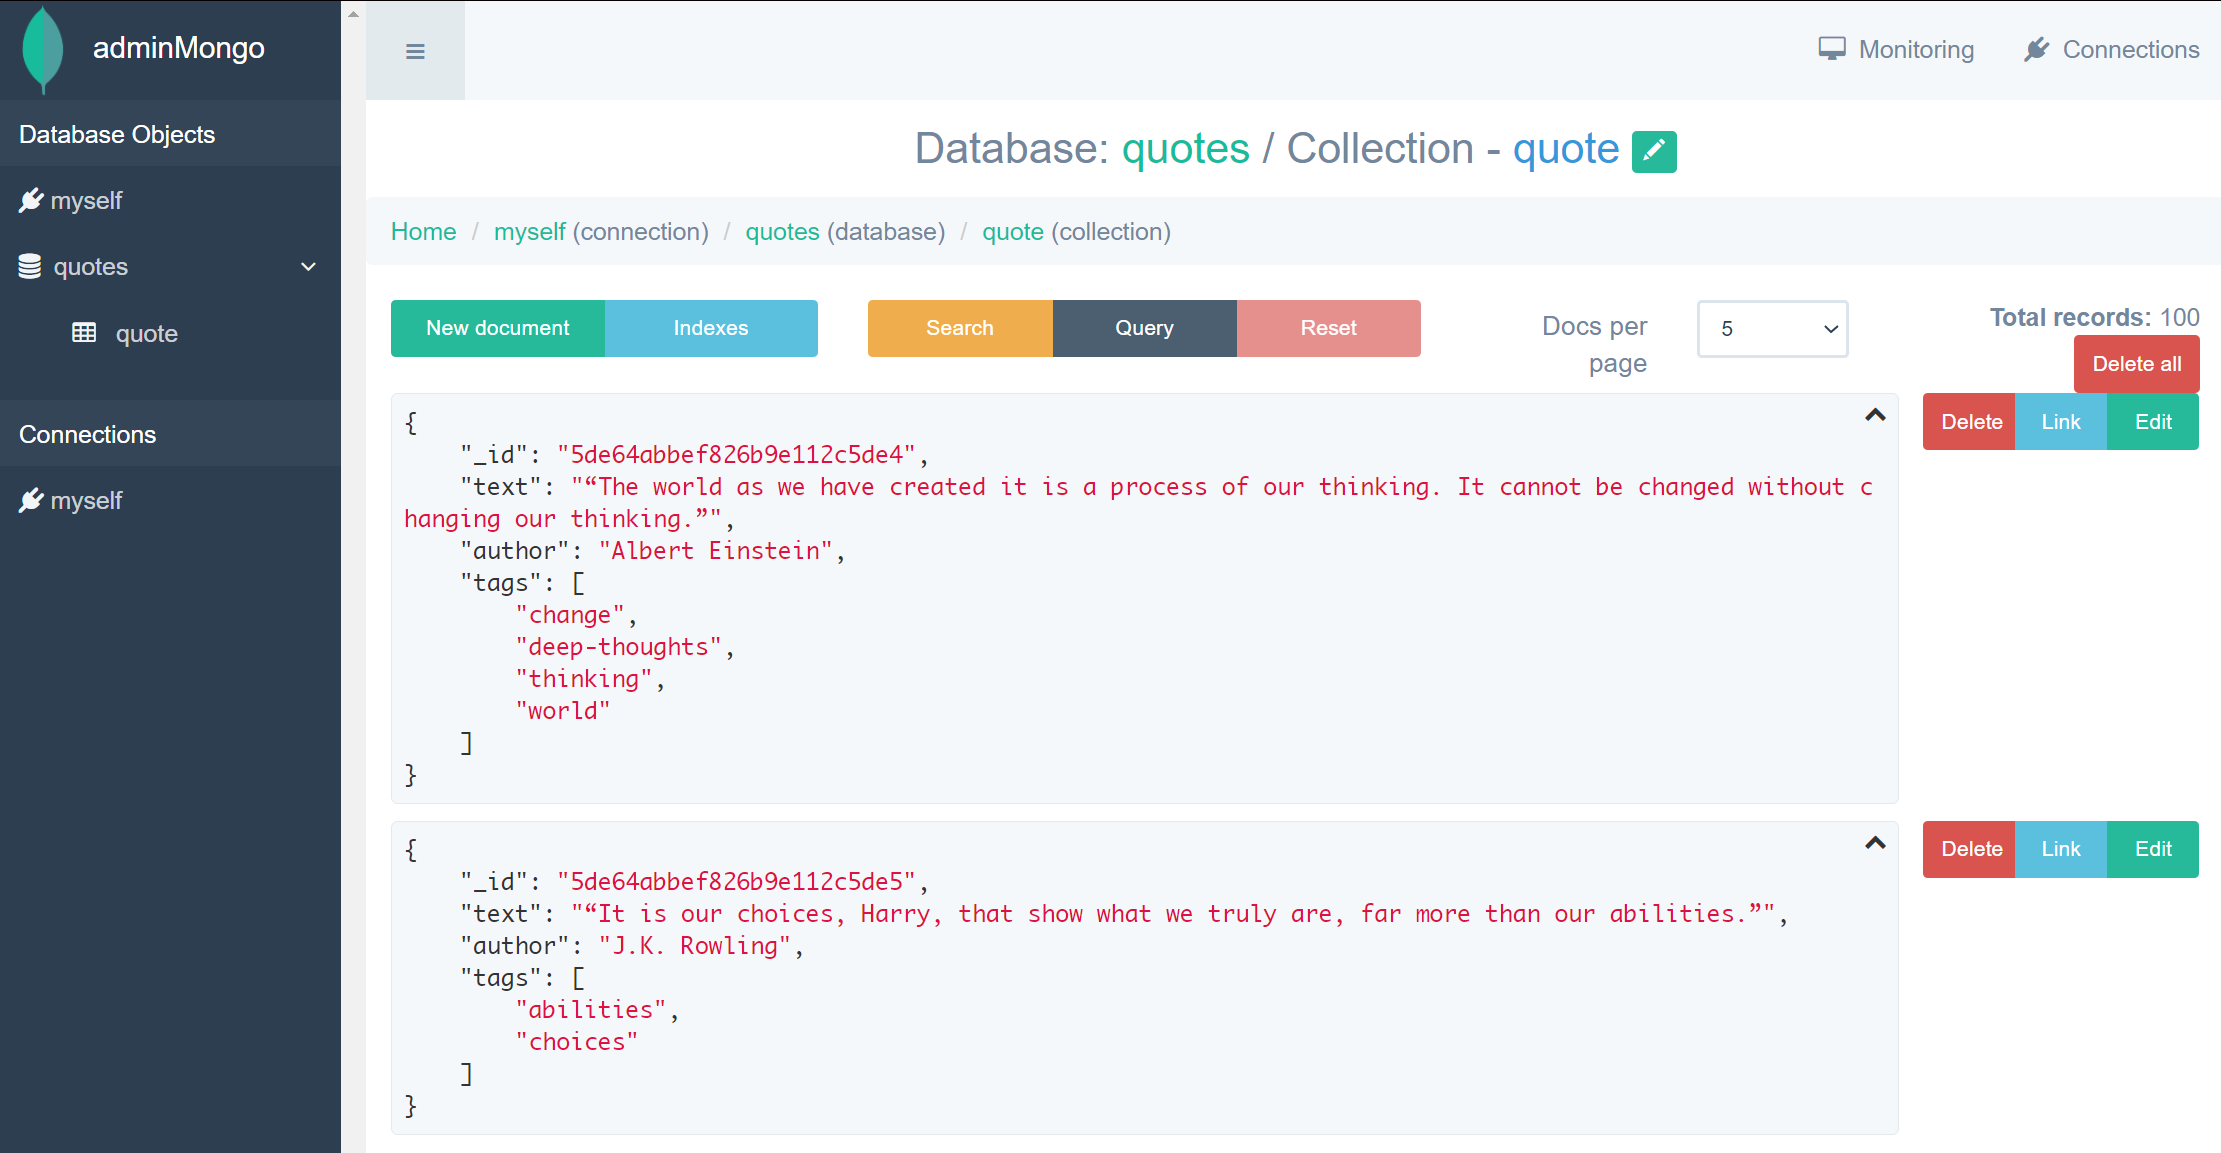 adminMongo
Monitoring
Connections
Database Objects
myself
quotes
quote
Connections
myself
Database: quotes / Collection - quote
Home / myself (connection) / quotes (database) / quote (collection)
New document
Indexes
Search
Query
Reset
Docs per
page
5
Total records: 100
Delete all
{
    "_id": "5de64abbef826b9e112c5de4",
    "text": "“The world as we have created it is a process of our thinking. It cannot be changed without c
hanging our thinking.”",
    "author": "Albert Einstein",
    "tags": [
        "change",
        "deep-thoughts",
        "thinking",
        "world"
    ]
}
Delete
Link
Edit
{
    "_id": "5de64abbef826b9e112c5de5",
    "text": "“It is our choices, Harry, that show what we truly are, far more than our abilities.”",
    "author": "J.K. Rowling",
    "tags": [
        "abilities",
        "choices"
    ]
}
Delete
Link
Edit